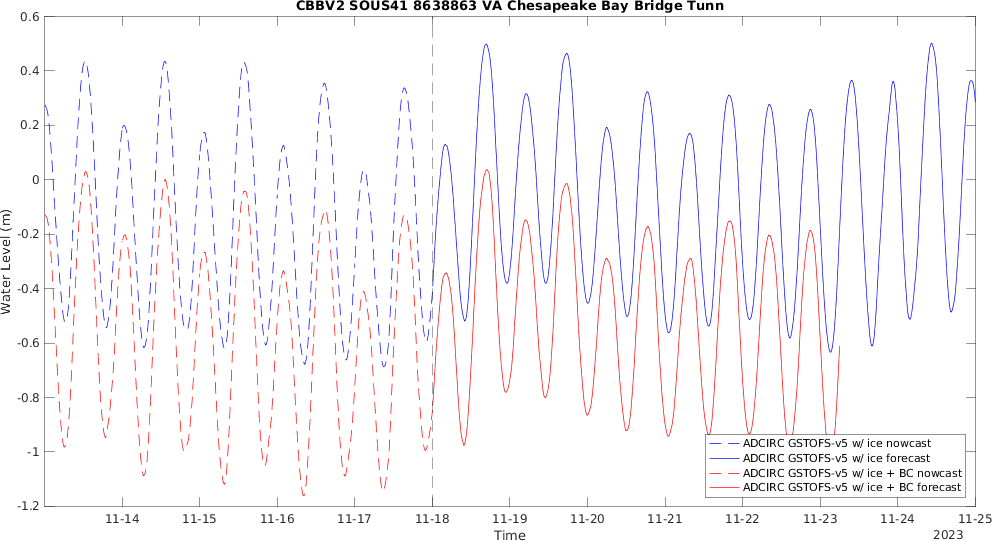 CBBV2 SOUS41 8638863 VA Chesapeake Bay Bridge Tunn
0.6
0.4
0.2
0
-0.2
-0.4
-0.6
-0.8
-1
-1.2
Water Level (m)
11-14 11-15 11-16 11-17 11-18 11-19 11-20 11-21 11-22 11-23 11-24 11-25
Time
2023
ADCIRC GSTOFS-v5 w/ ice nowcast
ADCIRC GSTOFS-v5 w/ ice forecast
ADCIRC GSTOFS-v5 w/ ice + BC nowcast
ADCIRC GSTOFS-v5 w/ ice + BC forecast